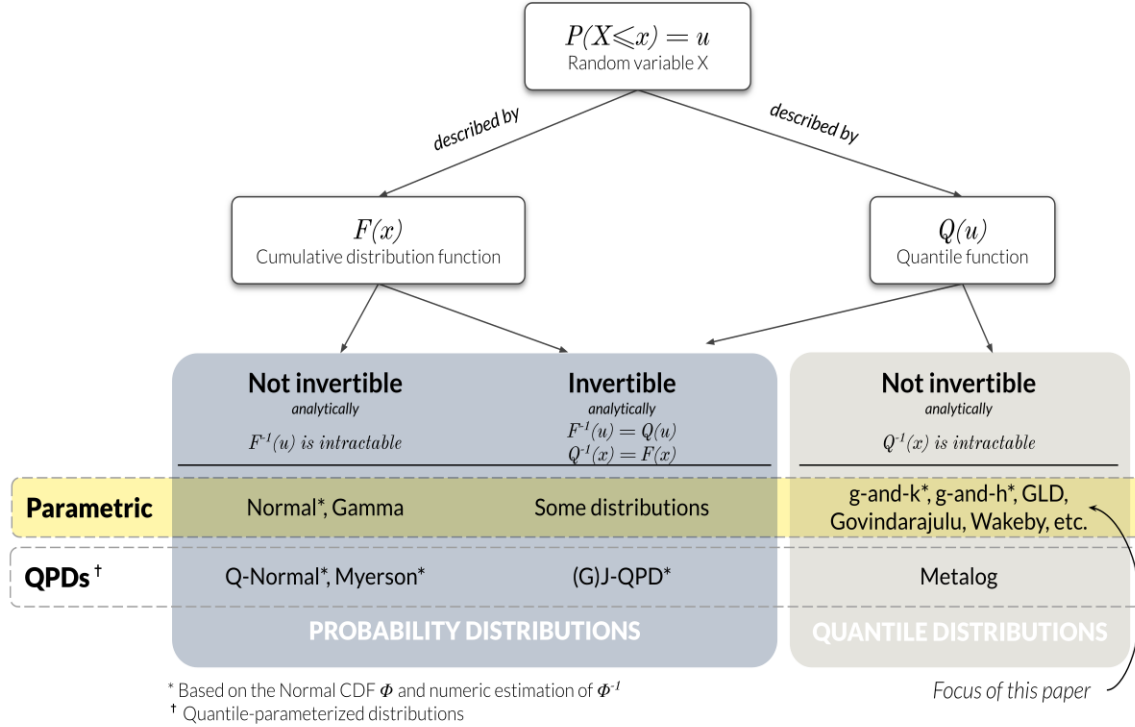 P(X⩽x) = u
Random variable X
described by
described by
F(x)
Cumulative distribution function
Q(u)
Quantile function
Not invertible
analytically
F⁻¹(u) is intractable
Invertible
analytically
F⁻¹(u) = Q(u)
Q⁻¹(x) = F(x)
Not invertible
analytically
Q⁻¹(x) is intractable
Parametric
Normal*, Gamma
Some distributions
g-and-k*, g-and-h*, GLD,
Govindarajulu, Wakeby, etc.
QPDs †
Q-Normal*, Myerson*
(G)J-QPD*
Metalog
PROBABILITY DISTRIBUTIONS
QUANTILE DISTRIBUTIONS
* Based on the Normal CDF Φ and numeric estimation of Φ⁻¹
† Quantile-parameterized distributions
Focus of this paper